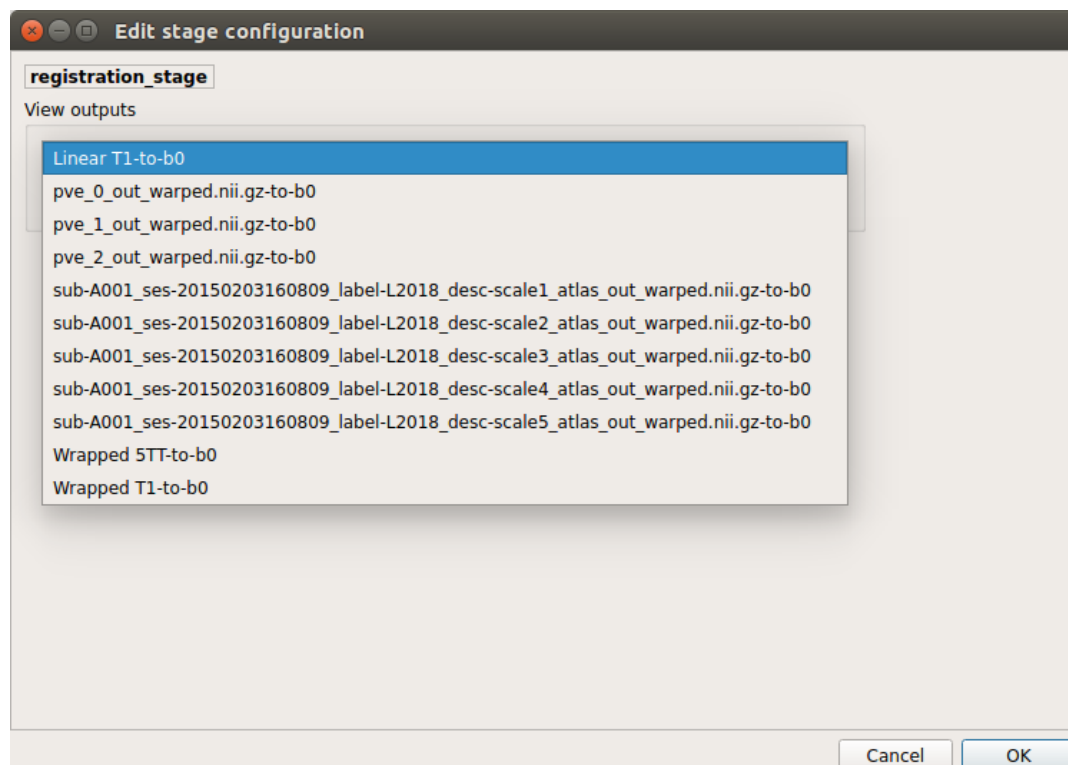 Edit stage configuration
registration_stage
View outputs
Linear T1-to-b0
pve_0_out_warped.nii.gz-to-b0
pve_1_out_warped.nii.gz-to-b0
pve_2_out_warped.nii.gz-to-b0
sub-A001_ses-20150203160809_label-L2018_desc-scale1_atlas_out_warped.nii.gz-to-b0
sub-A001_ses-20150203160809_label-L2018_desc-scale2_atlas_out_warped.nii.gz-to-b0
sub-A001_ses-20150203160809_label-L2018_desc-scale3_atlas_out_warped.nii.gz-to-b0
sub-A001_ses-20150203160809_label-L2018_desc-scale4_atlas_out_warped.nii.gz-to-b0
sub-A001_ses-20150203160809_label-L2018_desc-scale5_atlas_out_warped.nii.gz-to-b0
Wrapped 5TT-to-b0
Wrapped T1-to-b0
Cancel OK